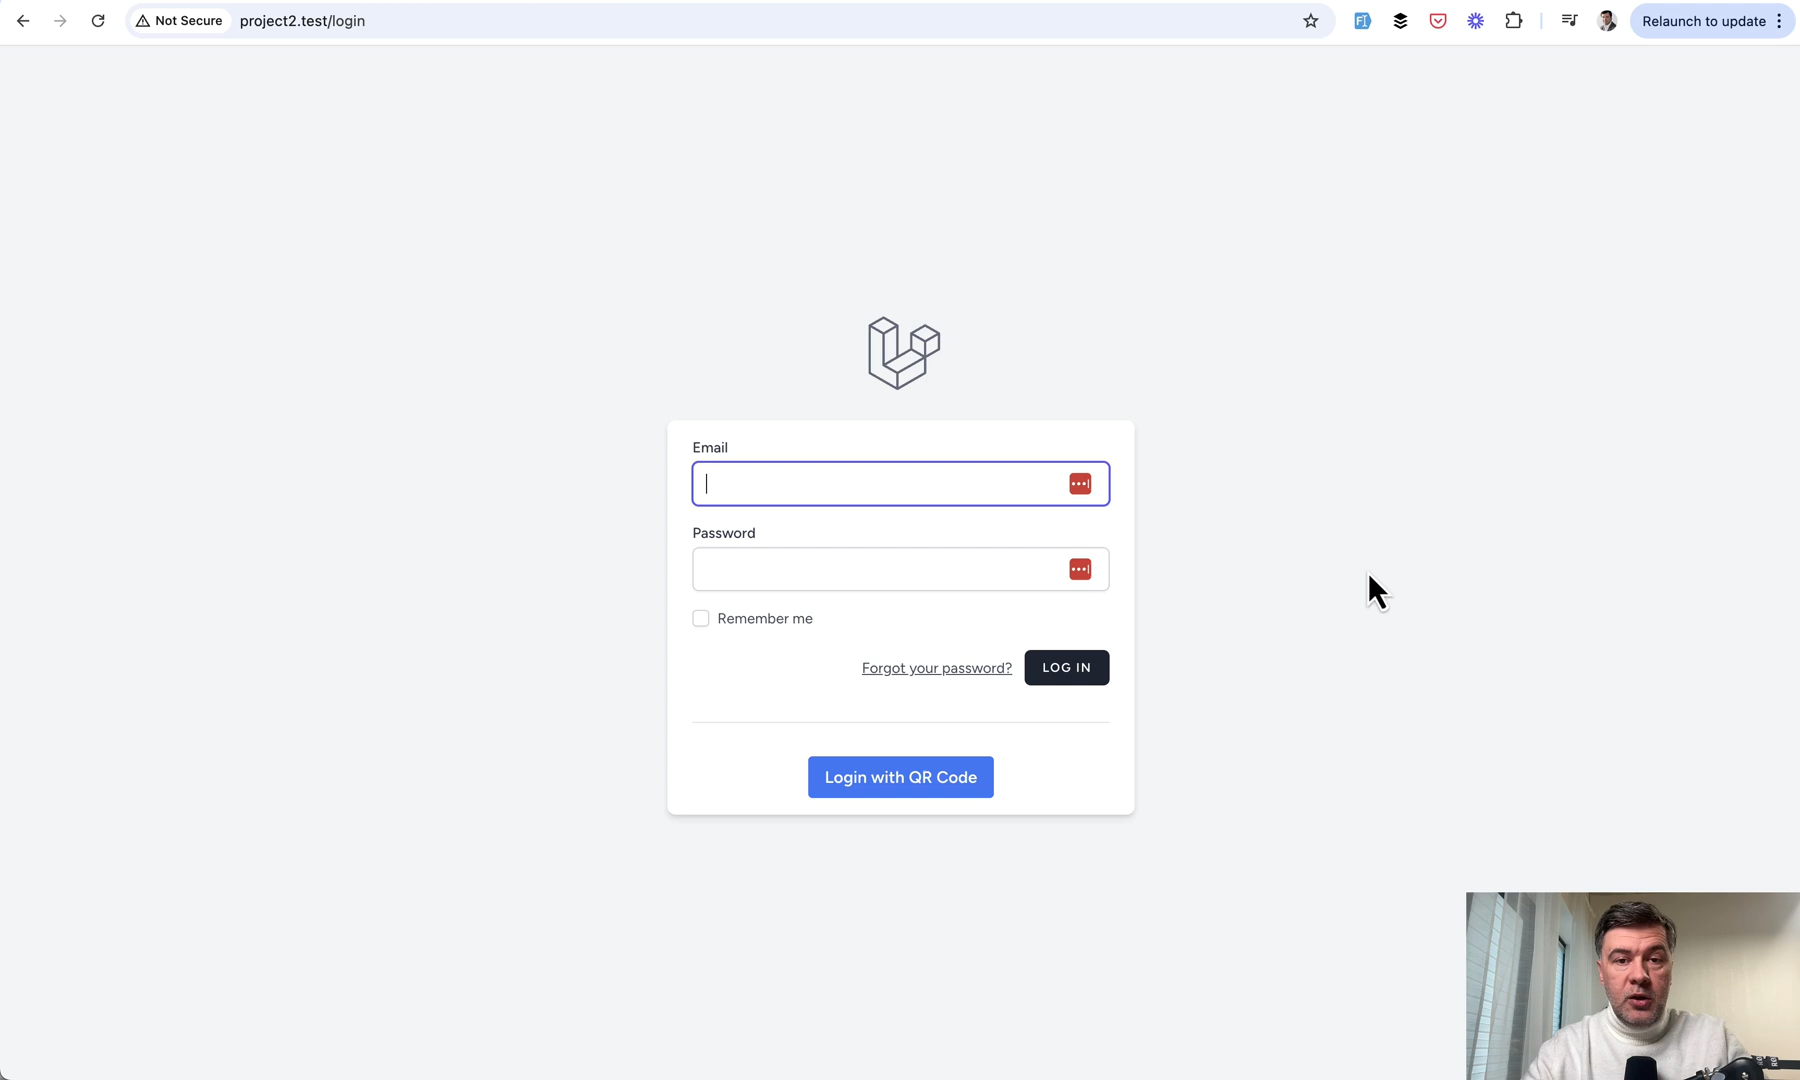 Not Secure
project2.test/login
Relaunch to update
Email
Password
Remember me
Forgot your password?
LOG IN
Login with QR Code